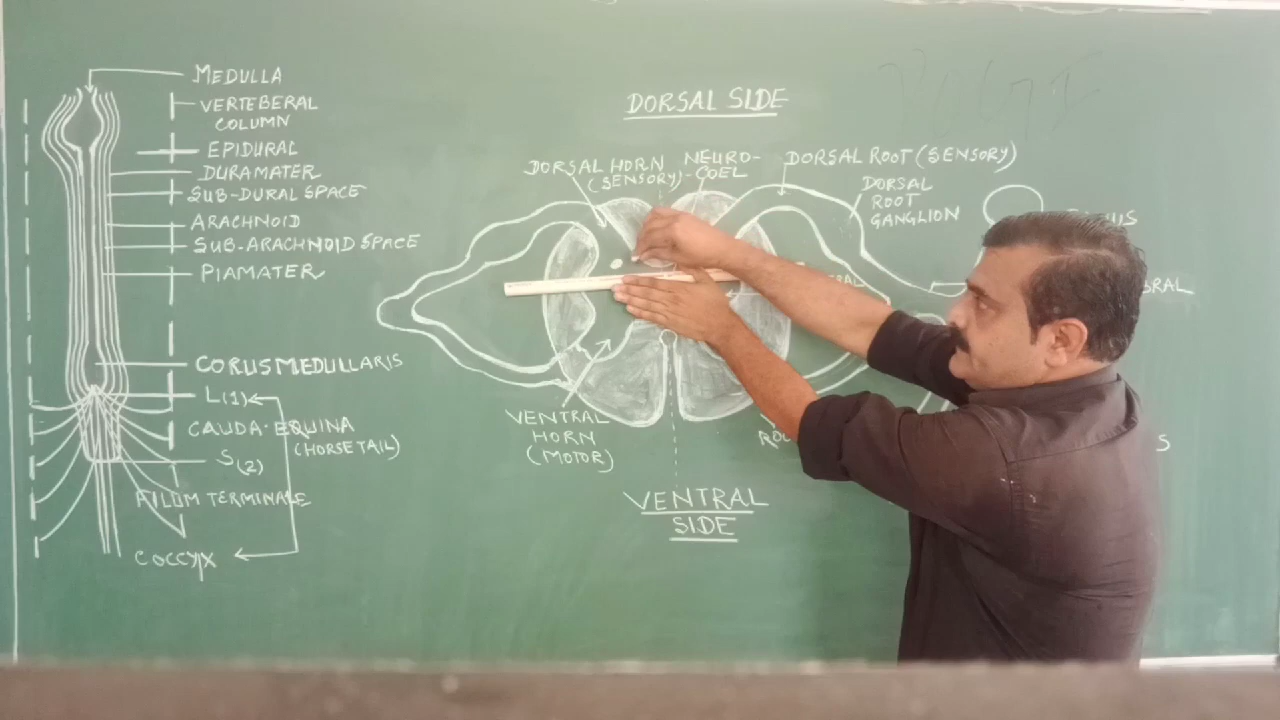 MEDULLA
VERTEBERAL
COLUMN
EPIDURAL
DURAMATER
SUB-DURAL SPACE
ARACHNOID
SUB-ARACHNOID SPACE
PIAMATER
CORUSMEDULLARIS
L(1)
CAUDA-EQUINA
(HORSE TAIL)
S(2)
FILUM TERMINALE
COCCYX
DORSAL SIDE
DORSAL HORN
(SENSORY)
NEURO-
COEL
DORSAL ROOT (SENSORY)
DORSAL
ROOT
GANGLION
VENTRAL
HORN
(MOTOR)
VENTRAL
SIDE